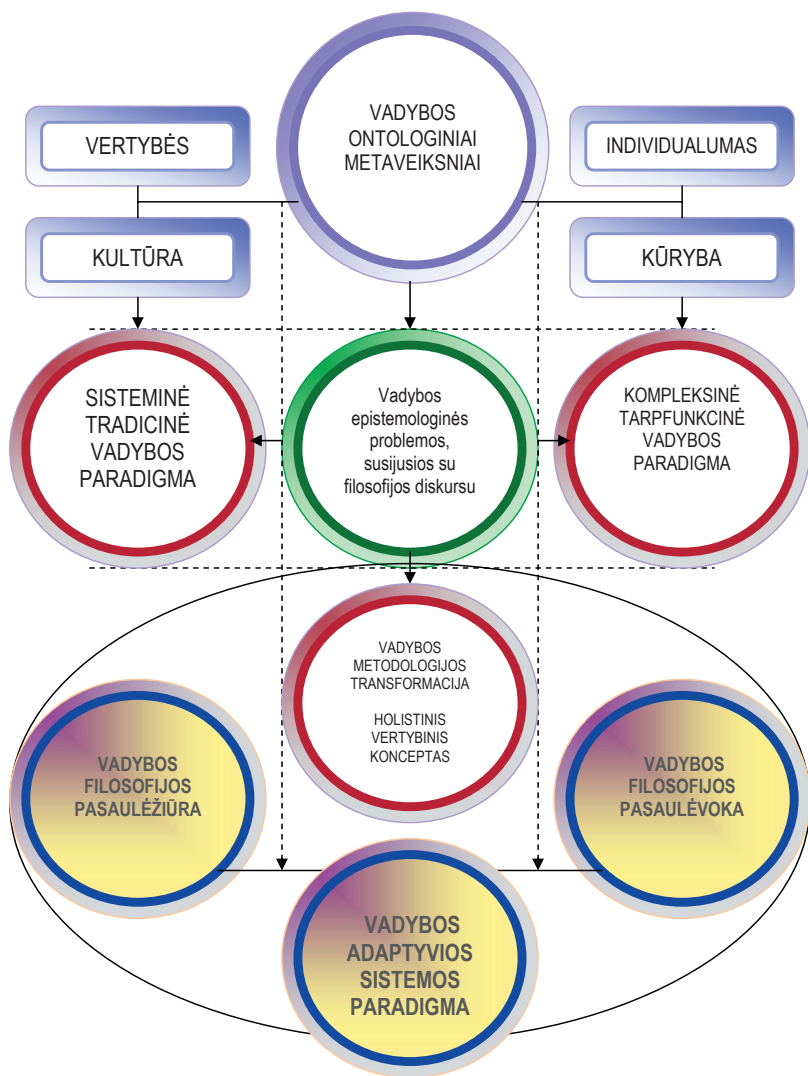 VADYBOS
ONTOLOGINIAI
METAVEIKSNIAI
VERTYBĖS
INDIVIDUALUMAS
KULTŪRA
KŪRYBA
SISTEMINĖ
TRADICINĖ
VADYBOS
PARADIGMA
Vadybos
epistemologinės
problemos,
susijusios su
filosofijos diskursu
KOMPLEKSINĖ
TARPFUNKCINĖ
VADYBOS
PARADIGMA
VADYBOS
METODOLOGIJOS
TRANSFORMACIJA
HOLISTINIS
VERTYBINIS
KONCEPTAS
VADYBOS
FILOSOFIJOS
PASAULĖŽIŪRA
VADYBOS
FILOSOFIJOS
PASAULĖVOKA
VADYBOS
ADAPTYVIOS
SISTEMOS
PARADIGMA